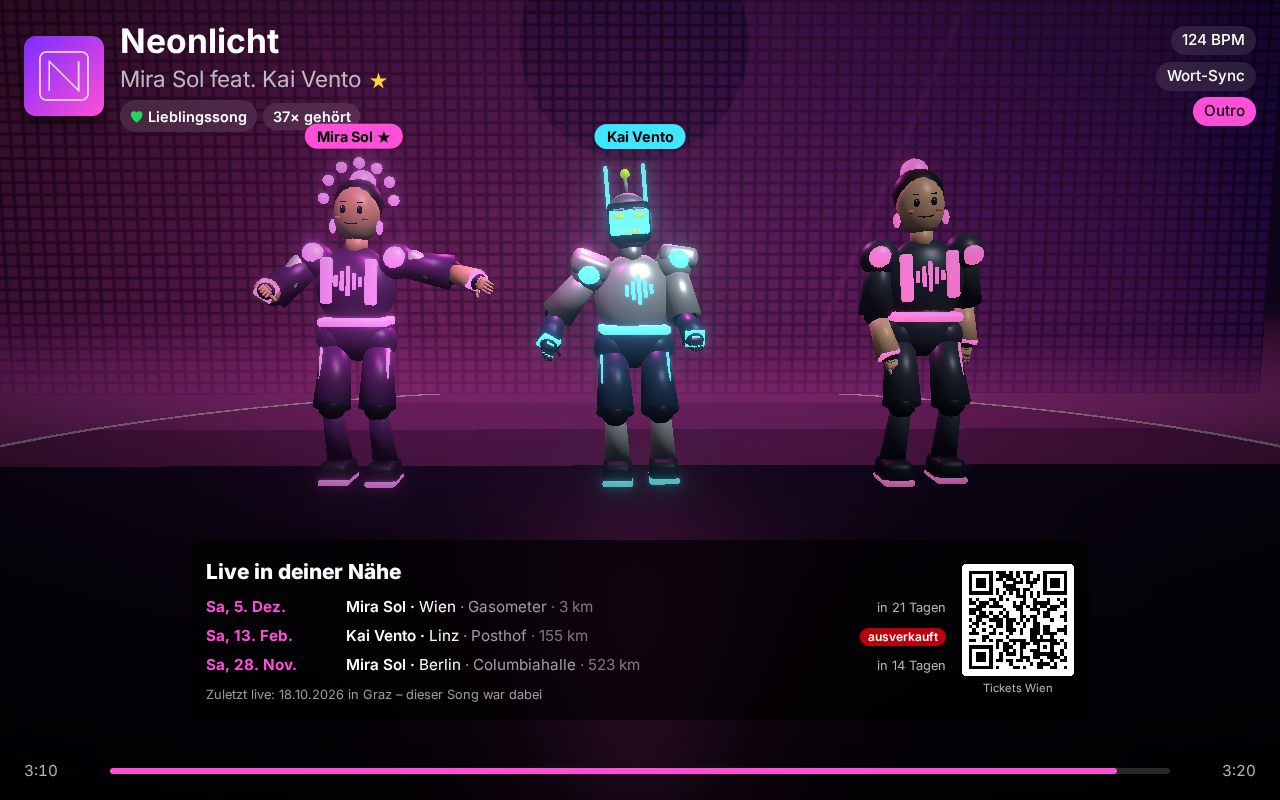 N
Neonlicht
Mira Sol feat. Kai Vento ★
Lieblingssong
37× gehört
124 BPM
Wort-Sync
Outro
Mira Sol ★
Kai Vento
Live in deiner Nähe
Sa, 5. Dez. Mira Sol · Wien · Gasometer · 3 km in 21 Tagen
Sa, 13. Feb. Kai Vento · Linz · Posthof · 155 km ausverkauft
Sa, 28. Nov. Mira Sol · Berlin · Columbiahalle · 523 km in 14 Tagen
Zuletzt live: 18.10.2026 in Graz – dieser Song war dabei
Tickets Wien
3:10
3:20